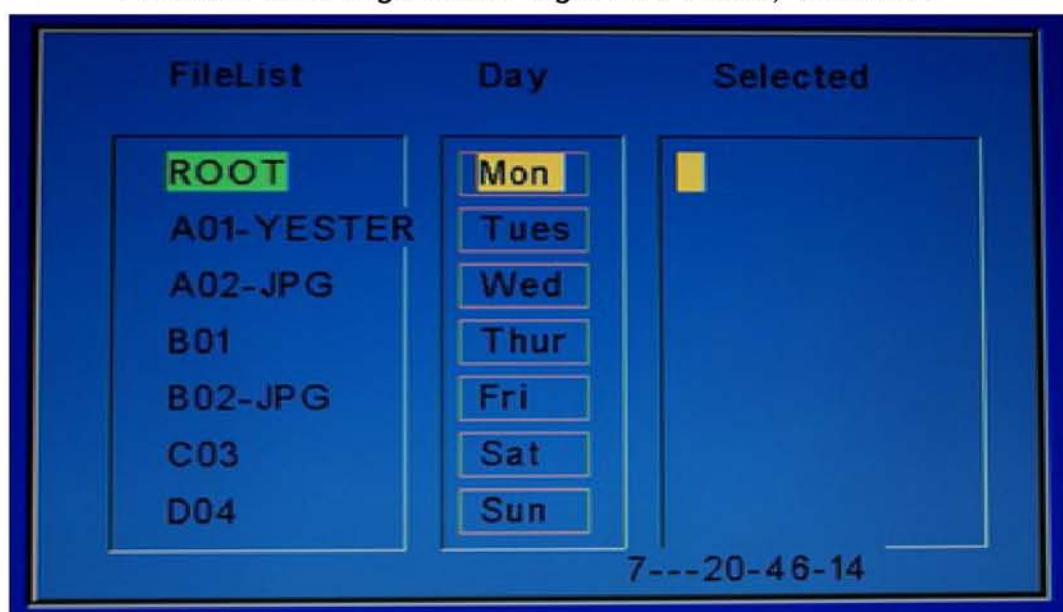 FileList Day Selected
ROOT Mon
A01-YESTER Tues
A02-JPG Wed
B01 Thur
B02-JPG Fri
C03 Sat
D04 Sun
7---20-46-14